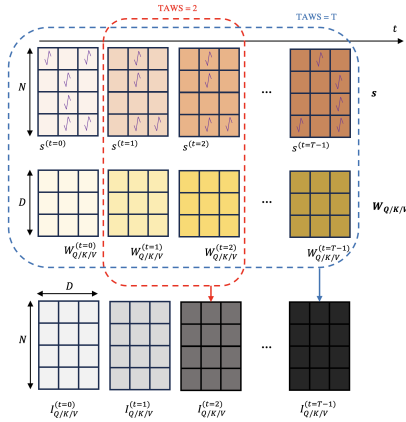 TAWS = 2
TAWS = T
t
N
s
s^(t=0) s^(t=1) s^(t=2) ... s^(t=T−1)
D
W_Q/K/V
W_Q/K/V^(t=0) W_Q/K/V^(t=1) W_Q/K/V^(t=2) ... W_Q/K/V^(t=T−1)
D
N
I_Q/K/V^(t=0) I_Q/K/V^(t=1) I_Q/K/V^(t=2) ... I_Q/K/V^(t=T−1)